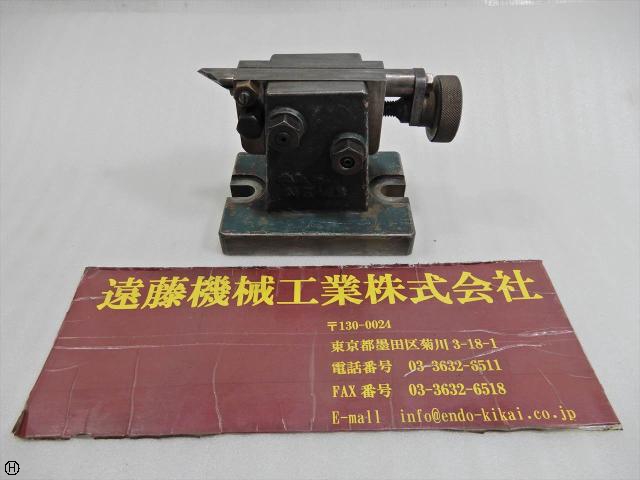 遠藤機械工業株式会社
〒130-0024
東京都墨田区菊川 3-18-1
電話番号 03-3632-6511
FAX 番号 03-3632-6518
E-mail info@endo-kikai.co.jp
H